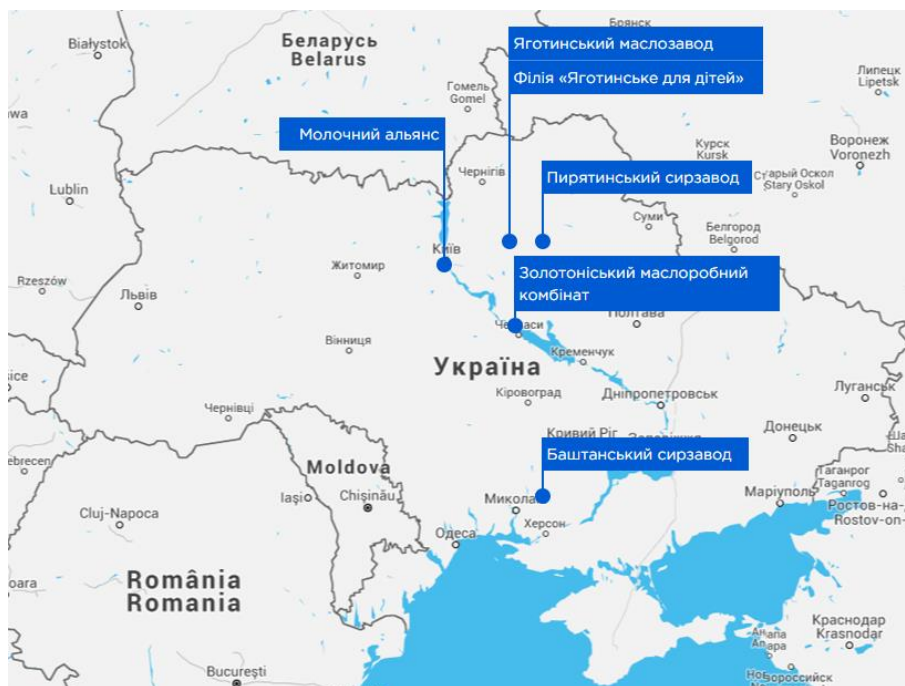 Białystok
Беларусь
Belarus
Гомель
Gomel
Брянск
Липецк
Lipetsk
Яготинський маслозавод
Філія «Яготинське для дітей»
Молочний альянс
Пирятинський сирзавод
Золотоніський маслоробний
комбінат
Баштанський сирзавод
Lublin
Чернігів
Курск
Kursk
Воронеж
Voronezh
Старый Оскол
Stary Oskol
Суми
Белгород
Belgorod
Київ
Житомир
Rzeszów
Львів
Вінниця
Полтава
Кременчук
Україна
Кіровоград
Дніпропетровськ
Луганськ
Чернівці
Донецьк
Кривий Ріг
Moldova
Iași
Chișinău
Таганрог
Taganrog
Маріуполь
Ростов-на-
Rostov-on-
Микола
Херсон
Одеса
Cluj-Napoca
România
Romania
București
Краснодар
Krasnodar